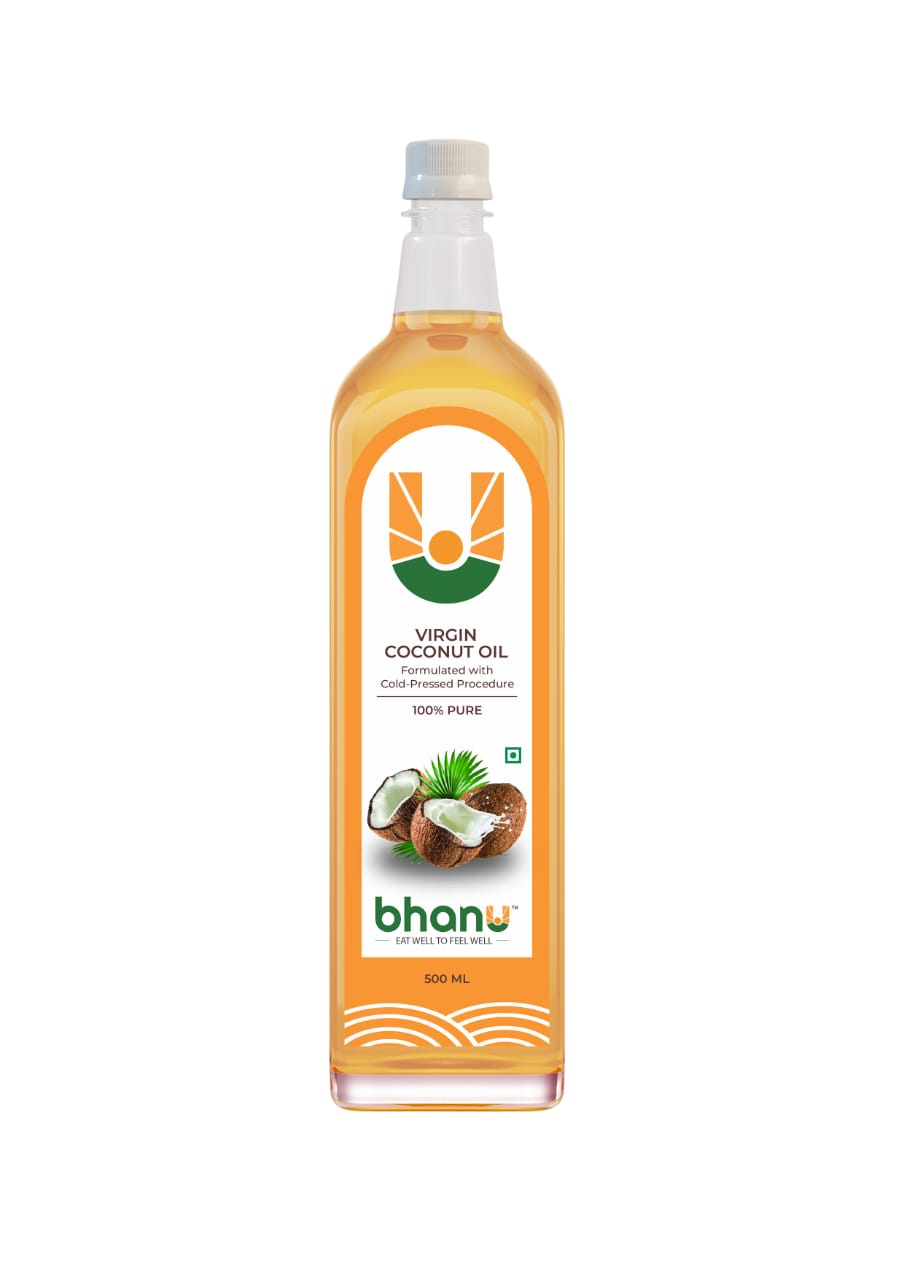 VIRGIN
COCONUT OIL
Formulated with
Cold-Pressed Procedure
100% PURE
bhanu™
EAT WELL TO FEEL WELL
500 ML